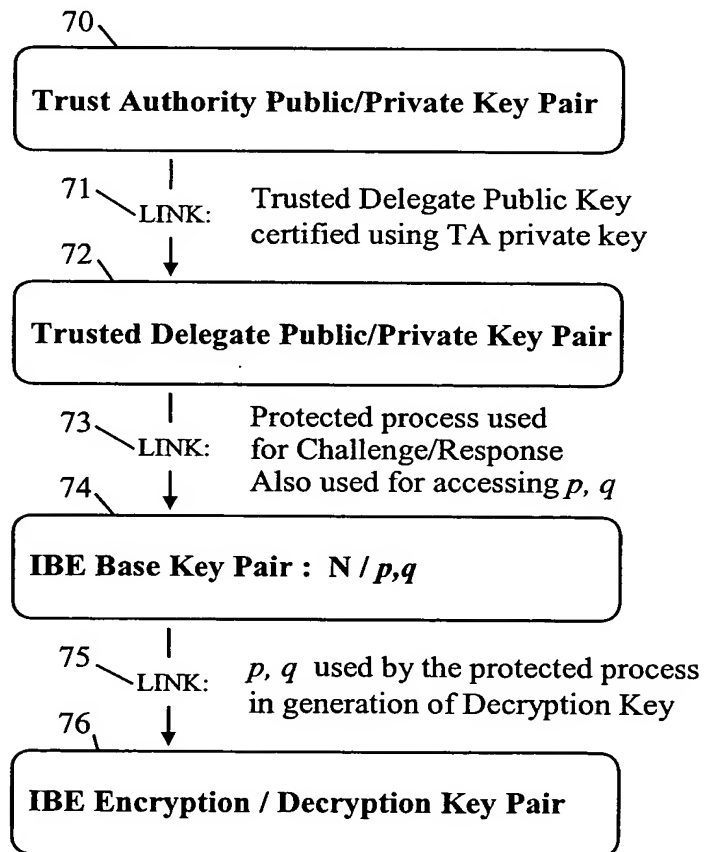 70
Trust Authority Public/Private Key Pair
71
LINK: Trusted Delegate Public Key
certified using TA private key
72
Trusted Delegate Public/Private Key Pair
73
LINK: Protected process used
for Challenge/Response
Also used for accessing p, q
74
IBE Base Key Pair : N / p,q
75
LINK: p, q used by the protected process
in generation of Decryption Key
76
IBE Encryption / Decryption Key Pair